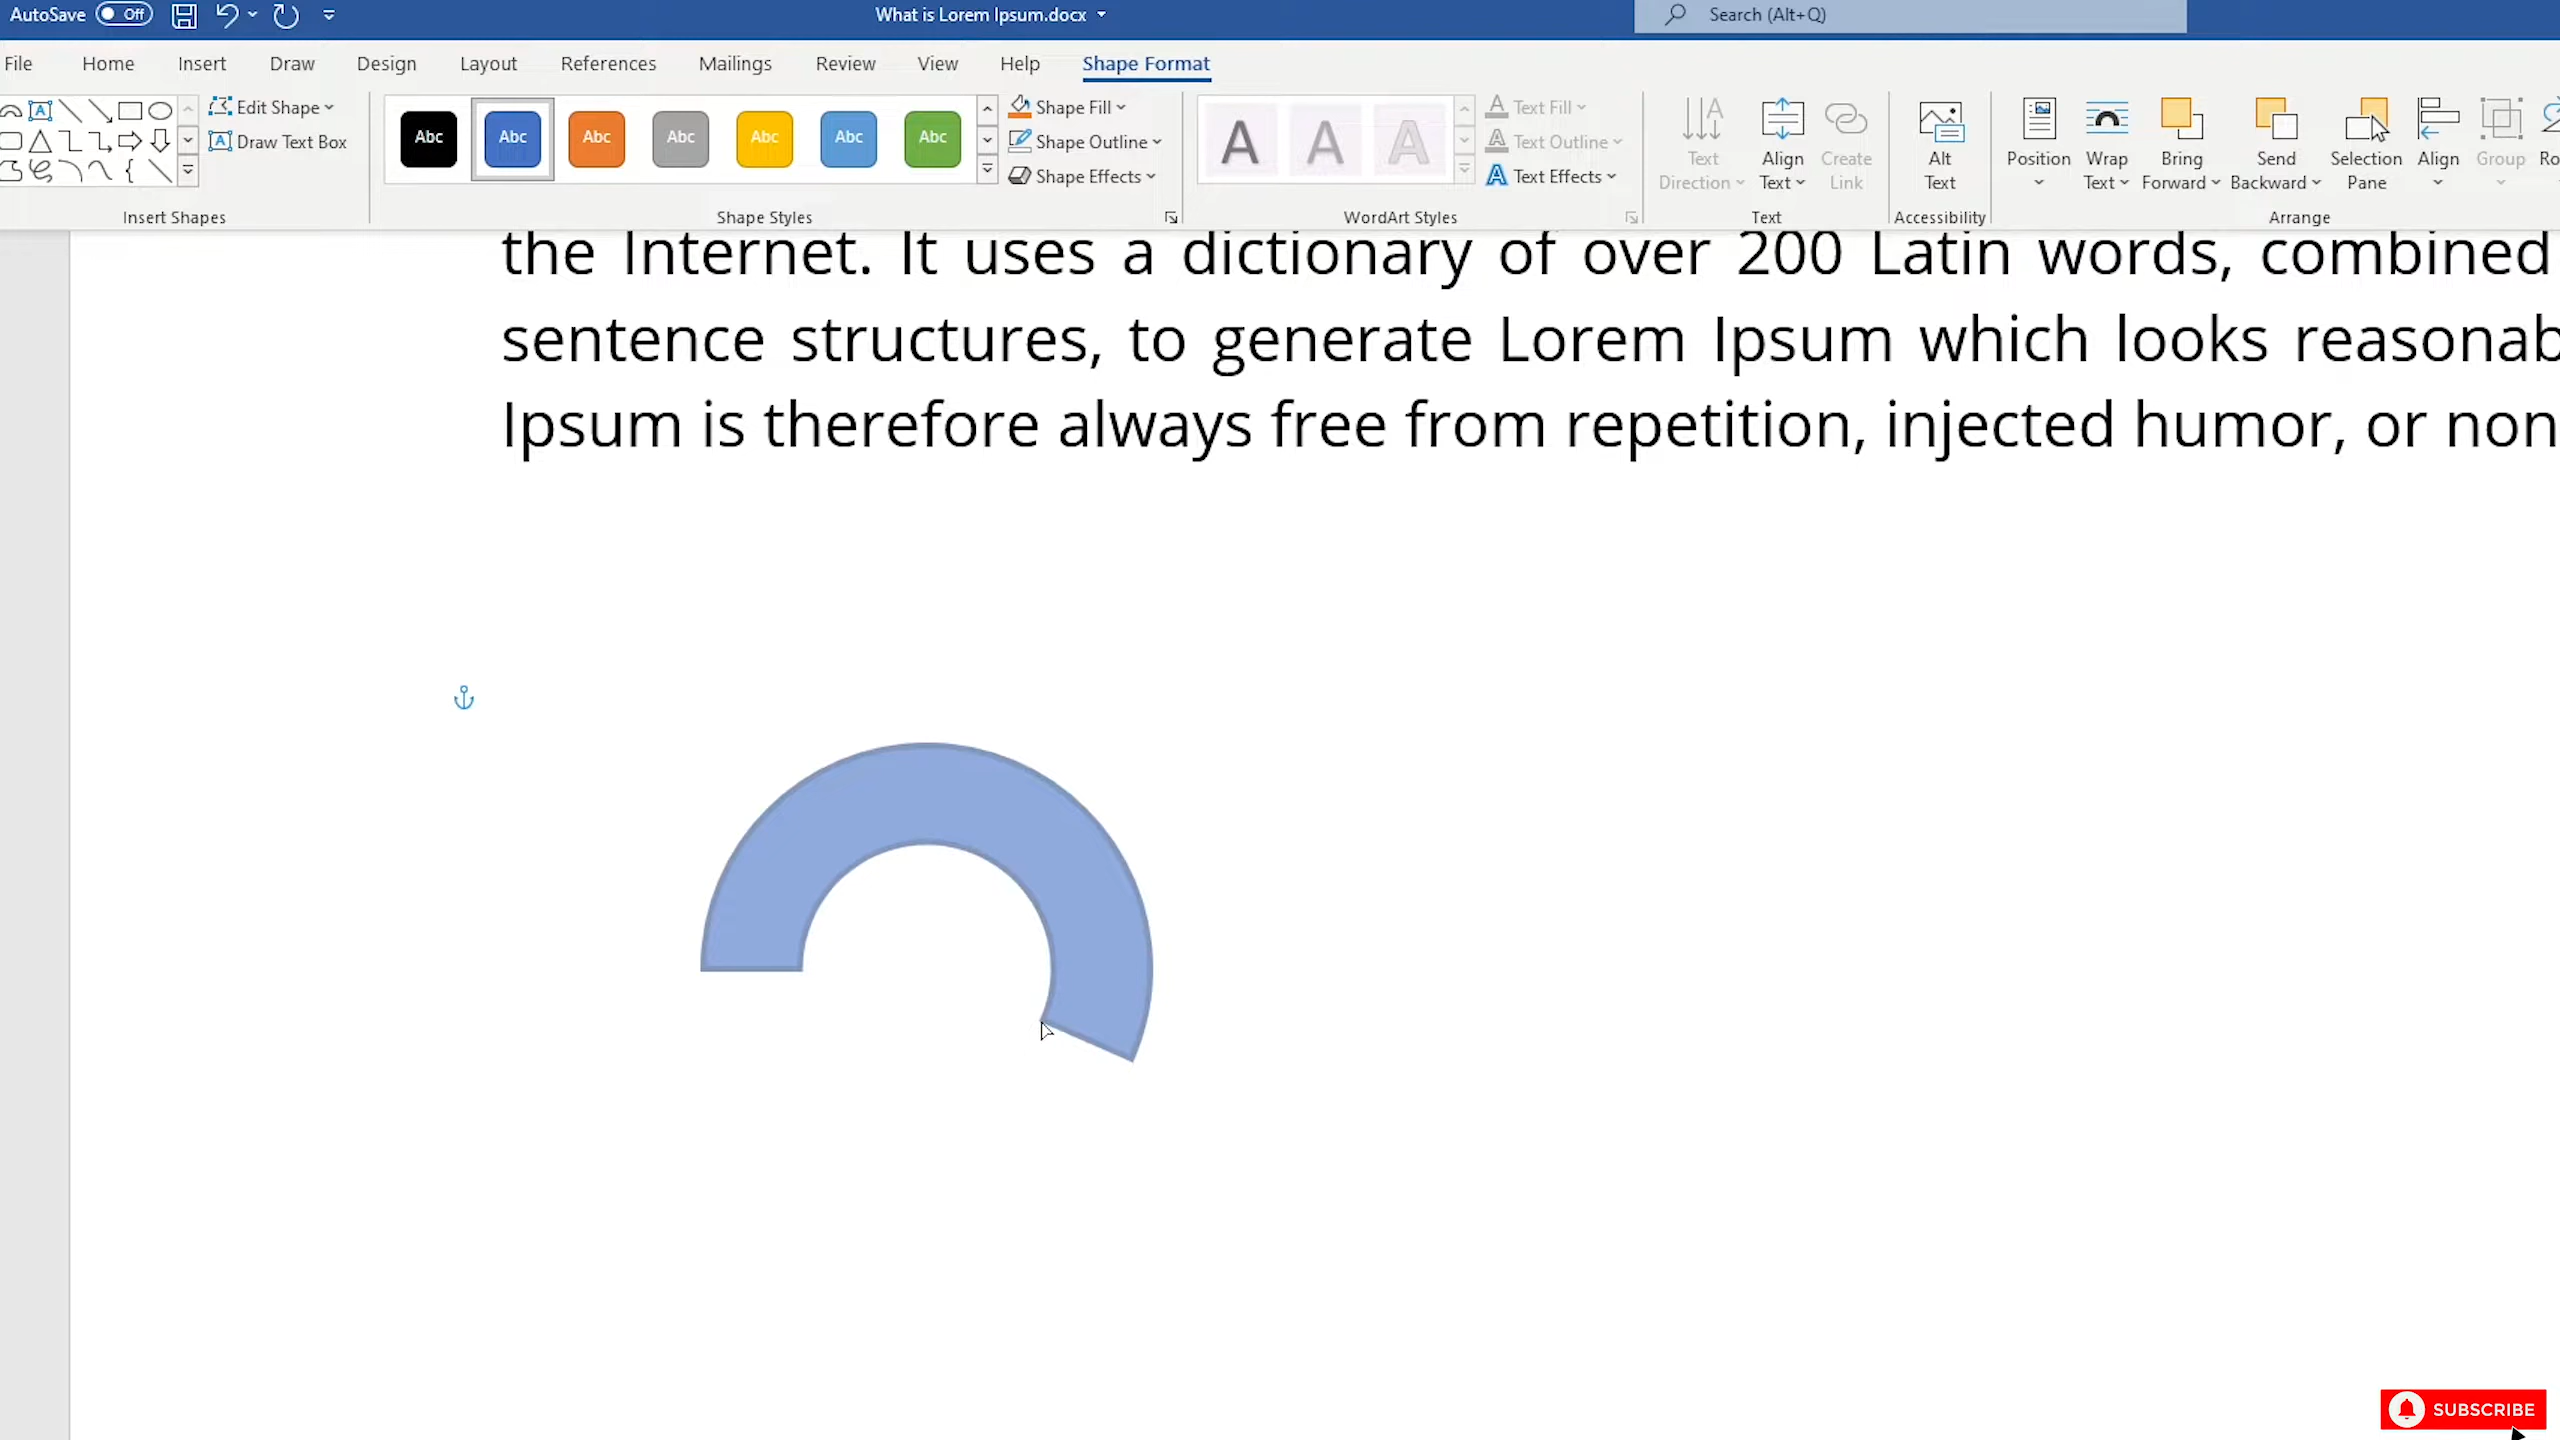 AutoSave Off What is Lorem Ipsum.docx Search (Alt+Q)
File Home Insert Draw Design Layout References Mailings Review View Help Shape Format
Edit Shape
Draw Text Box
Insert Shapes
Abc Abc Abc Abc Abc Abc Abc
Shape Fill
Shape Outline
Shape Effects
Shape Styles
A A A
Text Fill
Text Outline
Text Effects
WordArt Styles
Text Direction
Align Text
Create Link
Text
Alt Text
Accessibility
Position
Wrap Text
Bring Forward
Send Backward
Selection Pane
Align
Group
Ro
Arrange
the Internet. It uses a dictionary of over 200 Latin words, combined
sentence structures, to generate Lorem Ipsum which looks reasonab
Ipsum is therefore always free from repetition, injected humor, or non
SUBSCRIBE